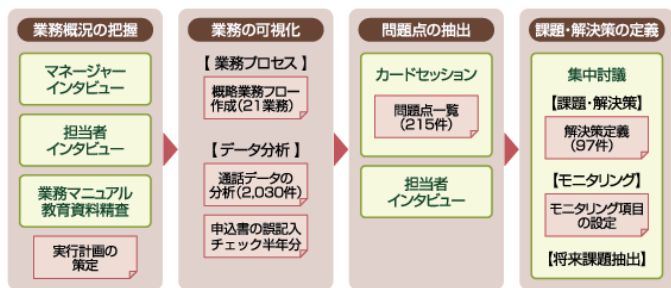 業務概況の把握
マネージャー
インタビュー
担当者
インタビュー
業務マニュアル
教育資料精査
実行計画の
策定
業務の可視化
【 業務プロセス 】
概略業務フロー
作成(21業務)
【 データ分析 】
通話データの
分析(2,030件)
申込書の誤記入
チェック半年分
問題点の抽出
カードセッション
問題点一覧
(215件)
担当者
インタビュー
課題・解決策の定義
集中討議
【課題・解決策】
解決策定義
(97件)
【モニタリング】
モニタリング項目
の設定
【将来課題抽出】